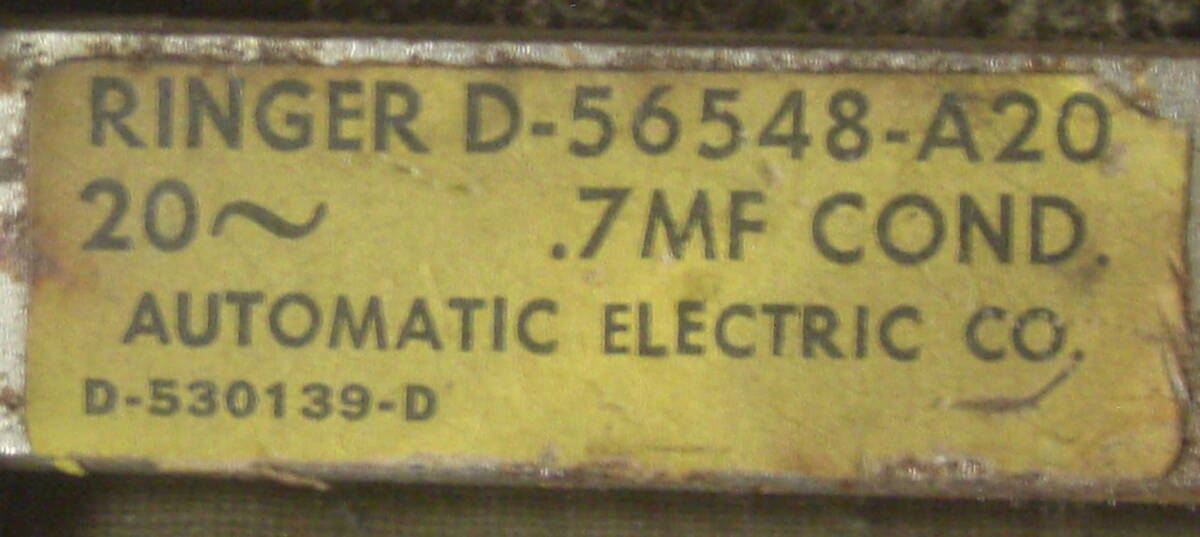 RINGER D-56548-A20
20~ .7MF COND.
AUTOMATIC ELECTRIC CO.
D-530139-D